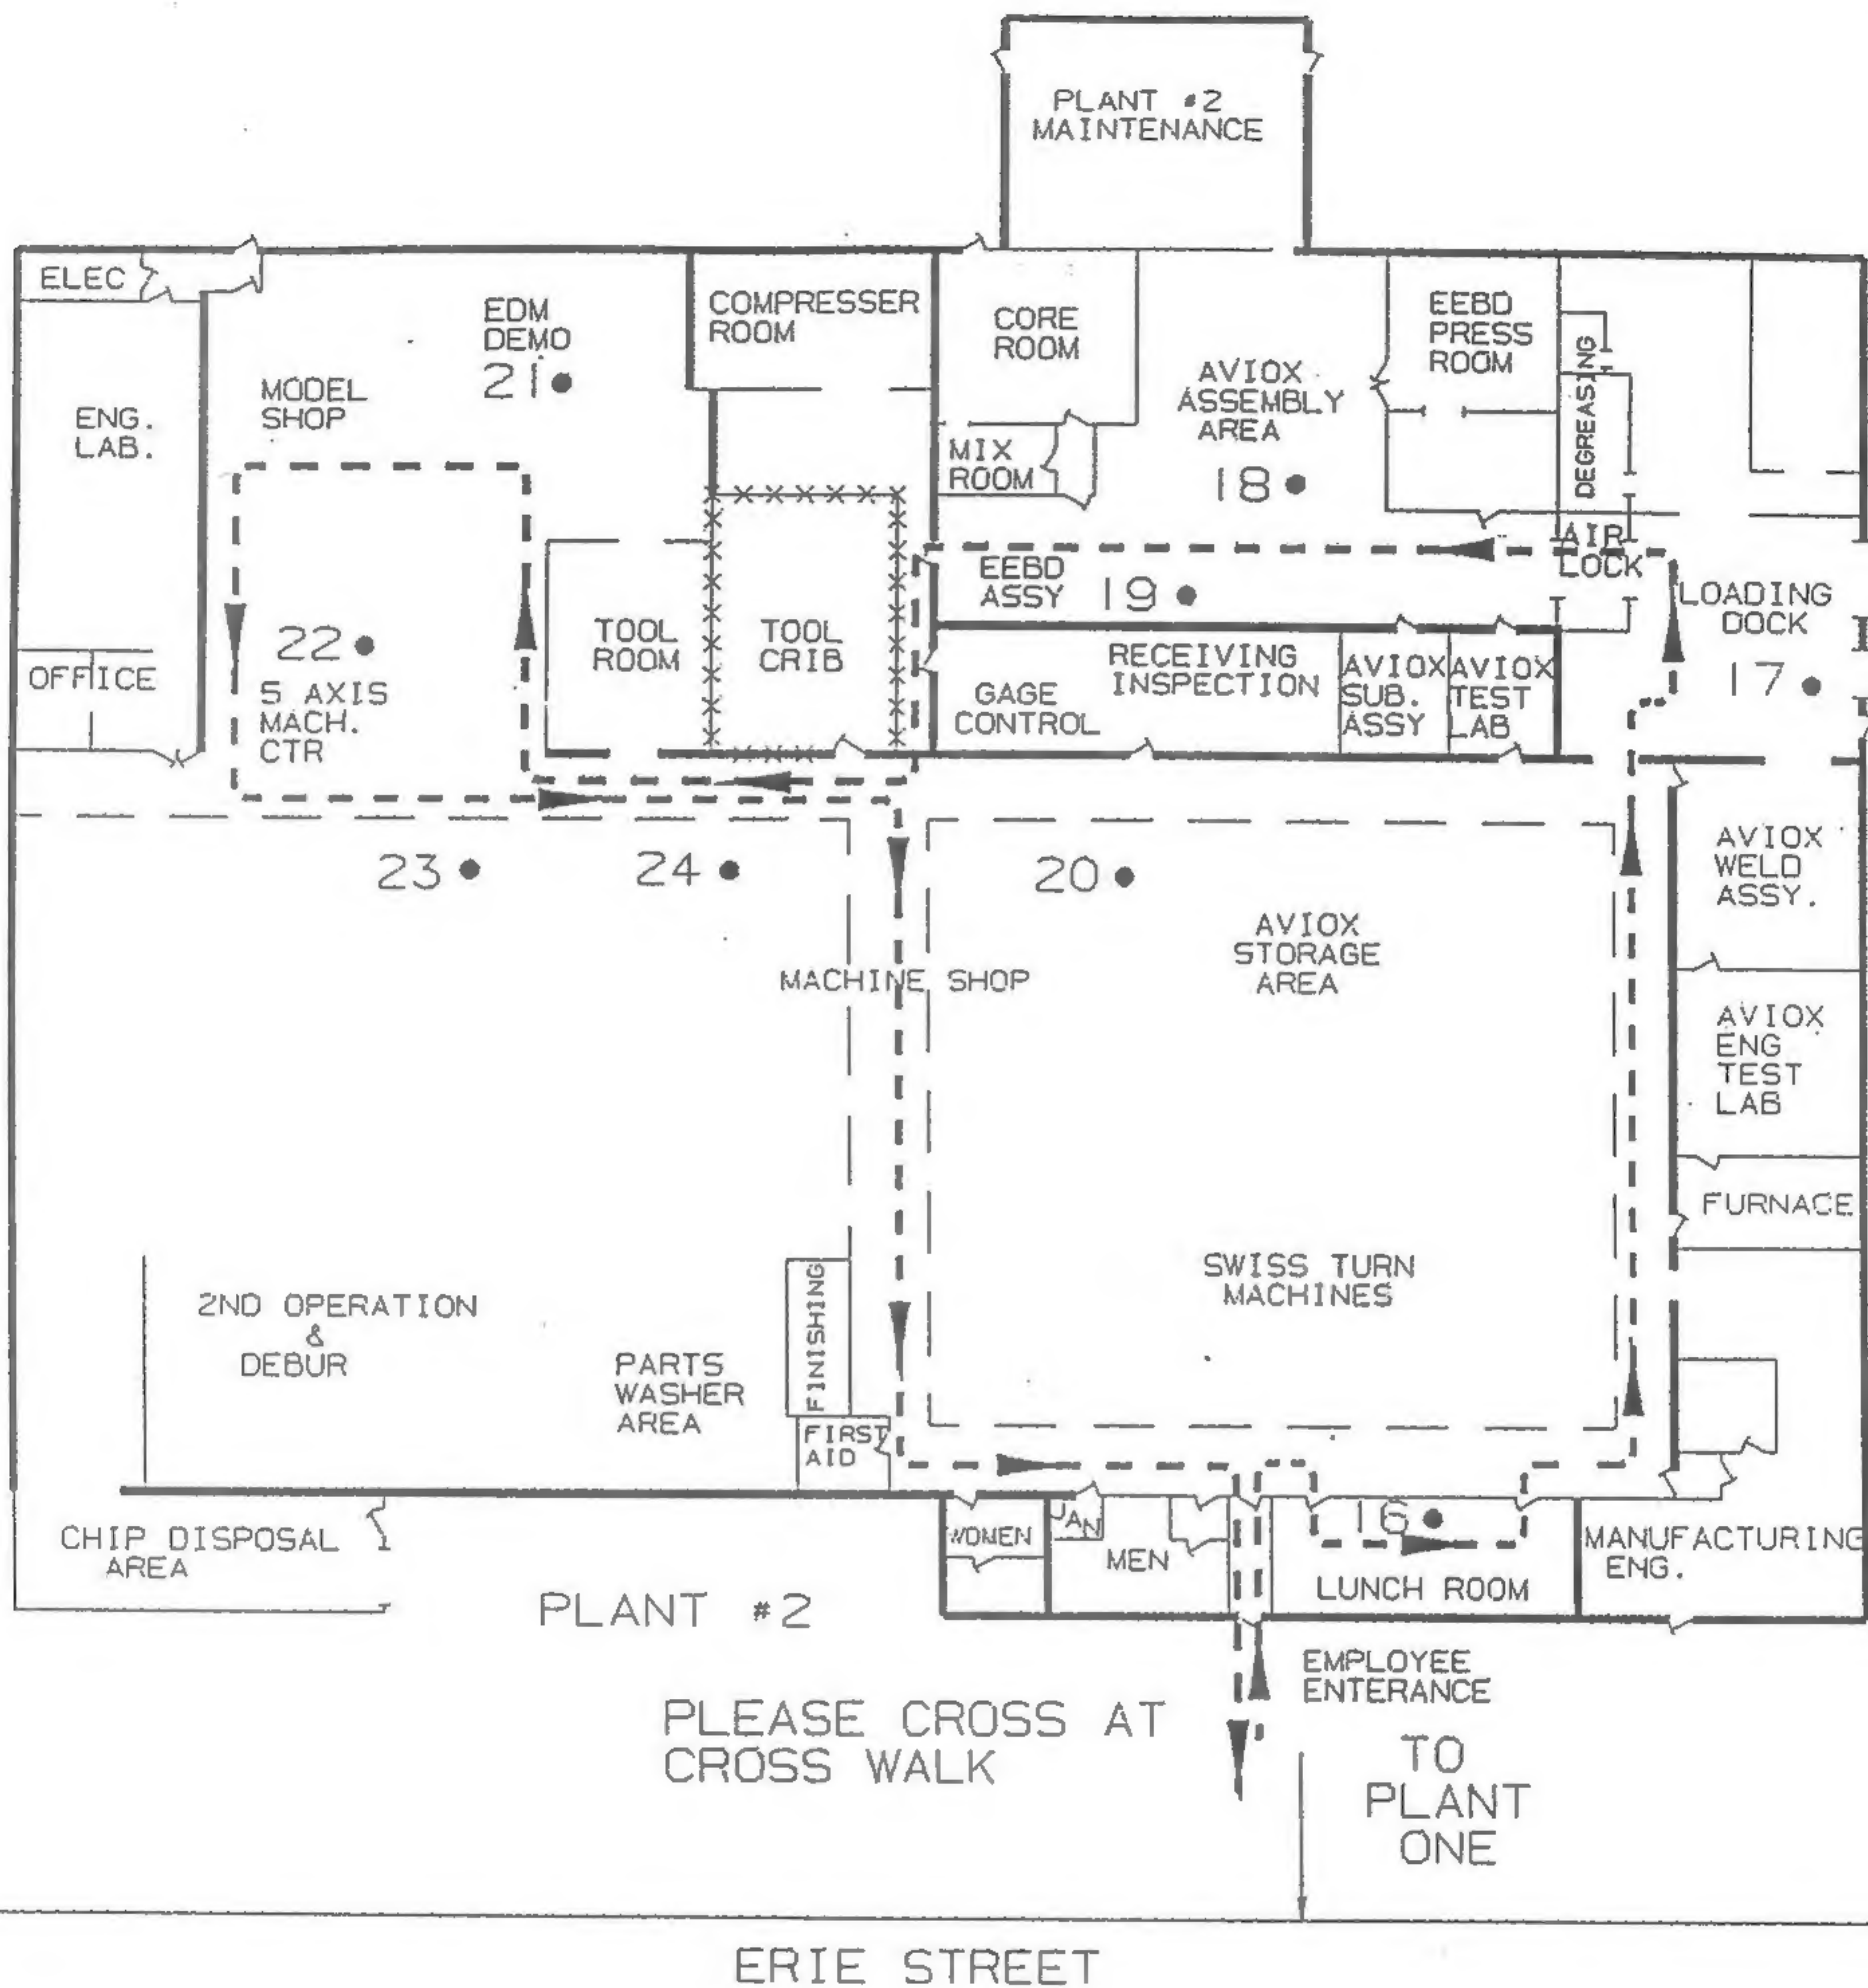 PLANT #2
MAINTENANCE
ELEC
EDM
DEMO
21
COMPRESSER
ROOM
CORE
ROOM
EEBD
PRESS
ROOM
DEGREASING
MODEL
SHOP
ENG.
LAB.
AVIOX
ASSEMBLY
AREA
18
MIX
ROOM
AIR
LOCK
EEBD
ASSY
19
LOADING
DOCK
17
22
5 AXIS
MACH.
CTR
TOOL
ROOM
TOOL
CRIB
OFFICE
GAGE
CONTROL
RECEIVING
INSPECTION
AVIOX
SUB.
ASSY
AVIOX
TEST
LAB
23
24
20
AVIOX
WELD
ASSY.
AVIOX
STORAGE
AREA
MACHINE SHOP
AVIOX
ENG
TEST
LAB
FURNACE
SWISS TURN
MACHINES
2ND OPERATION
&
DEBUR
PARTS
WASHER
AREA
FINISHING
FIRST
AID
CHIP DISPOSAL
AREA
WOMEN
JAN
MEN
16
LUNCH ROOM
MANUFACTURING
ENG.
PLANT #2
EMPLOYEE
ENTERANCE
PLEASE CROSS AT
CROSS WALK
TO
PLANT
ONE
ERIE STREET